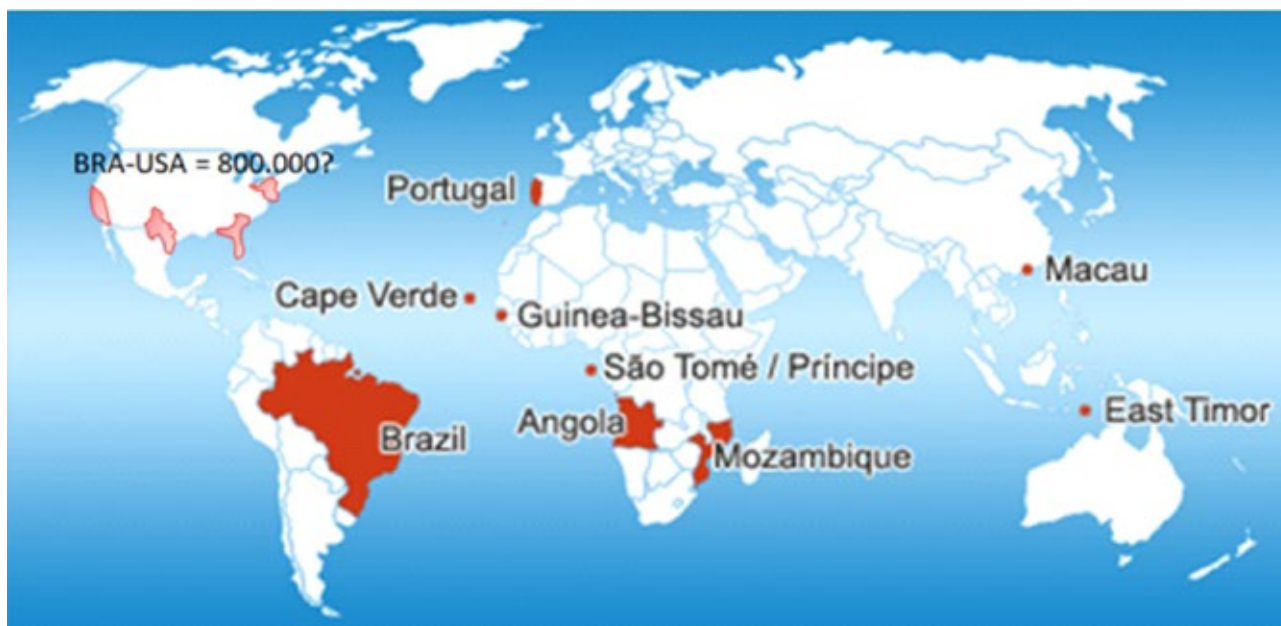 BRA-USA = 800.000?
Portugal
Macau
Cape Verde
Guinea-Bissau
São Tomé / Príncipe
Angola
East Timor
Brazil
Mozambique